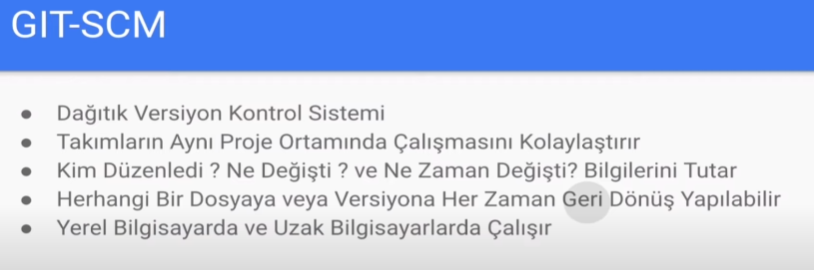 GIT-SCM
● Dağıtık Versiyon Kontrol Sistemi
● Takımların Aynı Proje Ortamında Çalışmasını Kolaylaştırır
● Kim Düzenledi ? Ne Değişti ? ve Ne Zaman Değişti? Bilgilerini Tutar
● Herhangi Bir Dosyaya veya Versiyona Her Zaman Geri Dönüş Yapılabilir
● Yerel Bilgisayarda ve Uzak Bilgisayarlarda Çalışır